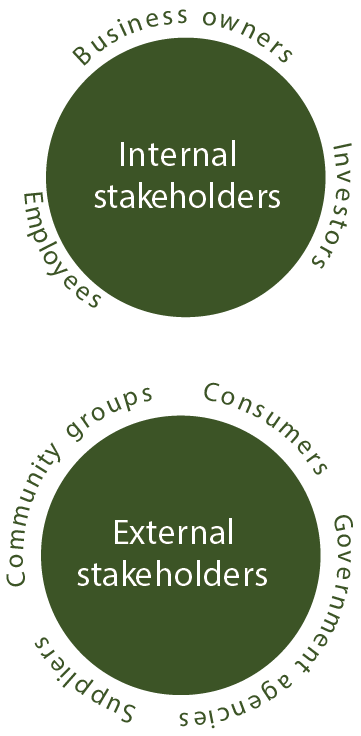 Business owners
Internal
stakeholders
Investors
Employees
Community groups
Consumers
External
stakeholders
Government agencies
Suppliers